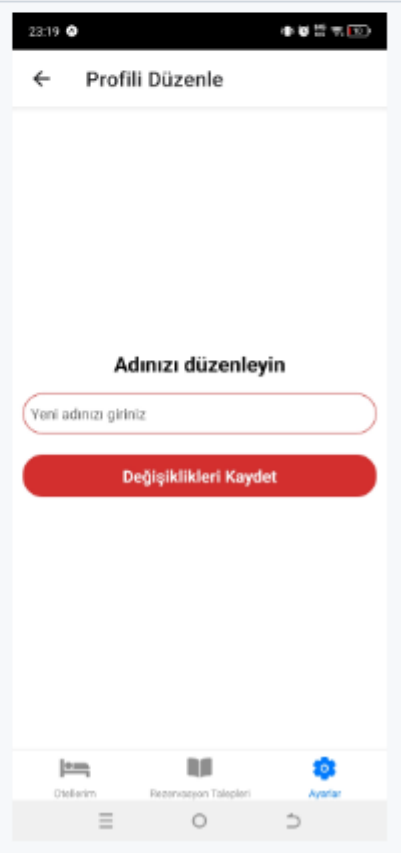 23:19
Profili Düzenle
Adınızı düzenleyin
Yeni adınızı giriniz
Değişiklikleri Kaydet
Otellerim
Rezervasyon Talepleri
Ayarlar